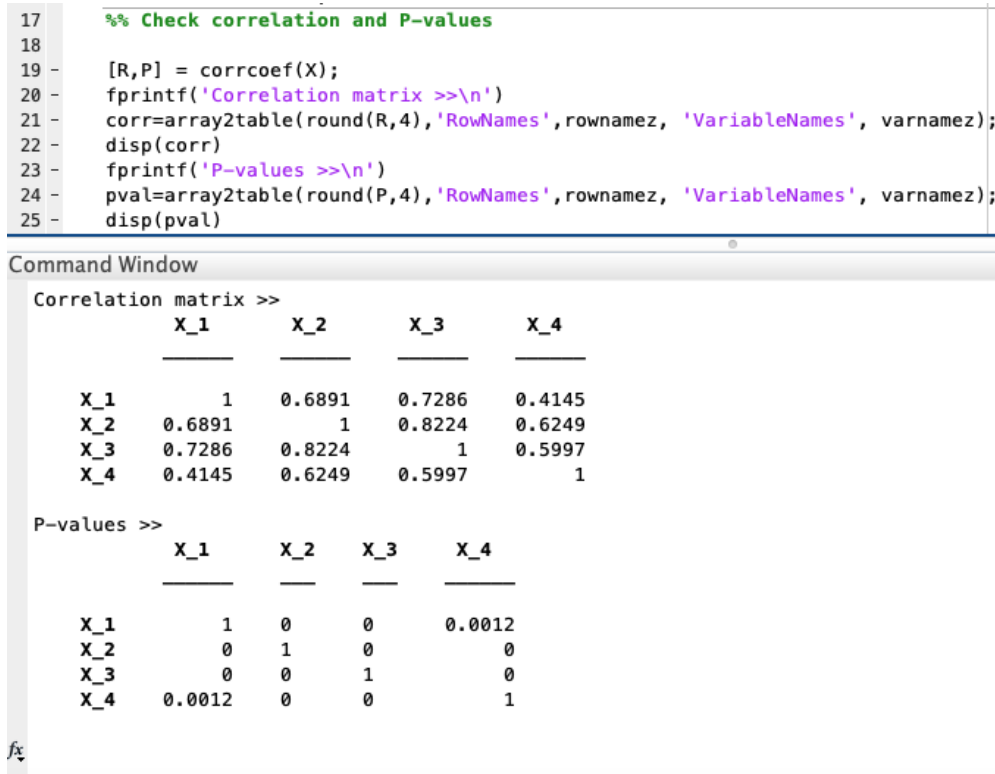 17 %% Check correlation and P-values
18
19 - [R,P] = corrcoef(X);
20 - fprintf('Correlation matrix >>\n')
21 - corr=array2table(round(R,4),'RowNames',rownamez, 'VariableNames', varnamez);
22 - disp(corr)
23 - fprintf('P-values >>\n')
24 - pval=array2table(round(P,4),'RowNames',rownamez, 'VariableNames', varnamez);
25 - disp(pval)
Command Window
Correlation matrix >>
X_1 X_2 X_3 X_4
X_1 1 0.6891 0.7286 0.4145
X_2 0.6891 1 0.8224 0.6249
X_3 0.7286 0.8224 1 0.5997
X_4 0.4145 0.6249 0.5997 1
P-values >>
X_1 X_2 X_3 X_4
X_1 1 0 0 0.0012
X_2 0 1 0 0
X_3 0 0 1 0
X_4 0.0012 0 0 1
fx